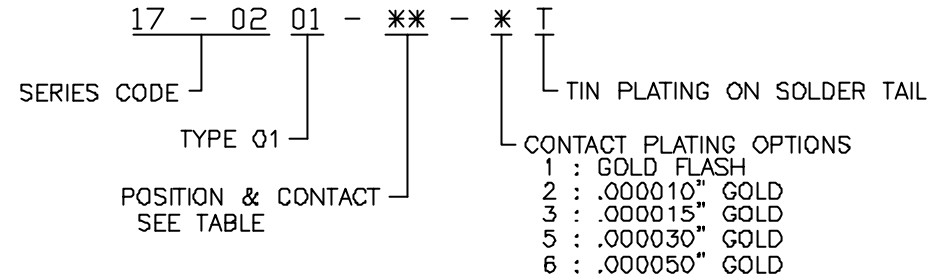 17 - 02 01 - ** - * T
SERIES CODE
TIN PLATING ON SOLDER TAIL
TYPE 01
CONTACT PLATING OPTIONS
1 : GOLD FLASH
2 : .000010" GOLD
3 : .000015" GOLD
5 : .000030" GOLD
6 : .000050" GOLD
POSITION & CONTACT
SEE TABLE